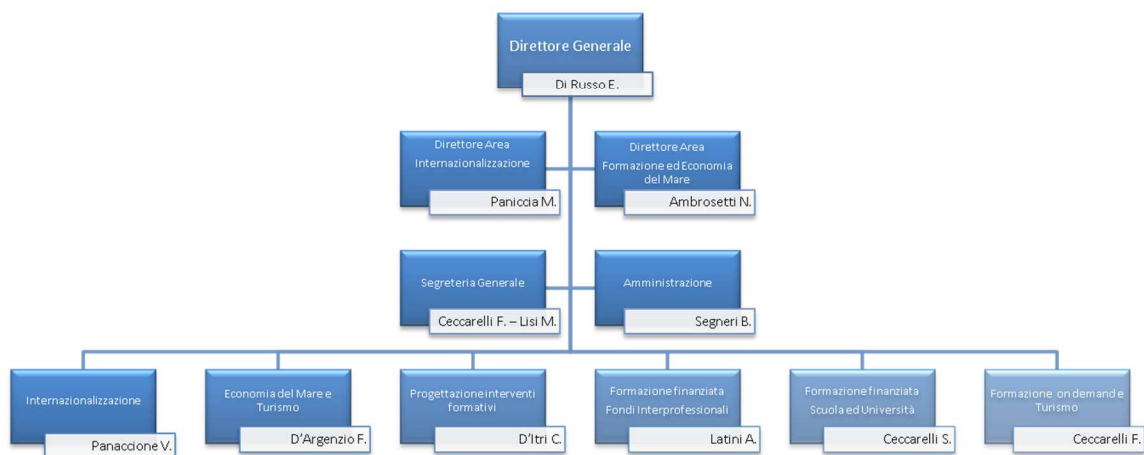 Direttore Generale
Di Russo E.
Direttore Area
Internazionalizzazione
Paniccia M.
Direttore Area
Formazione ed Economia
del Mare
Ambrosetti N.
Segreteria Generale
Ceccarelli F. – Lisi M.
Amministrazione
Segneri B.
Internazionalizzazione
Panaccione V.
Economia del Mare e
Turismo
D'Argenzio F.
Progettazione interventi
formativi
D'Itri C.
Formazione finanziata
Fondi Interprofessionali
Latini A.
Formazione finanziata
Scuola ed Università
Ceccarelli S.
Formazione on demand e
Turismo
Ceccarelli F.